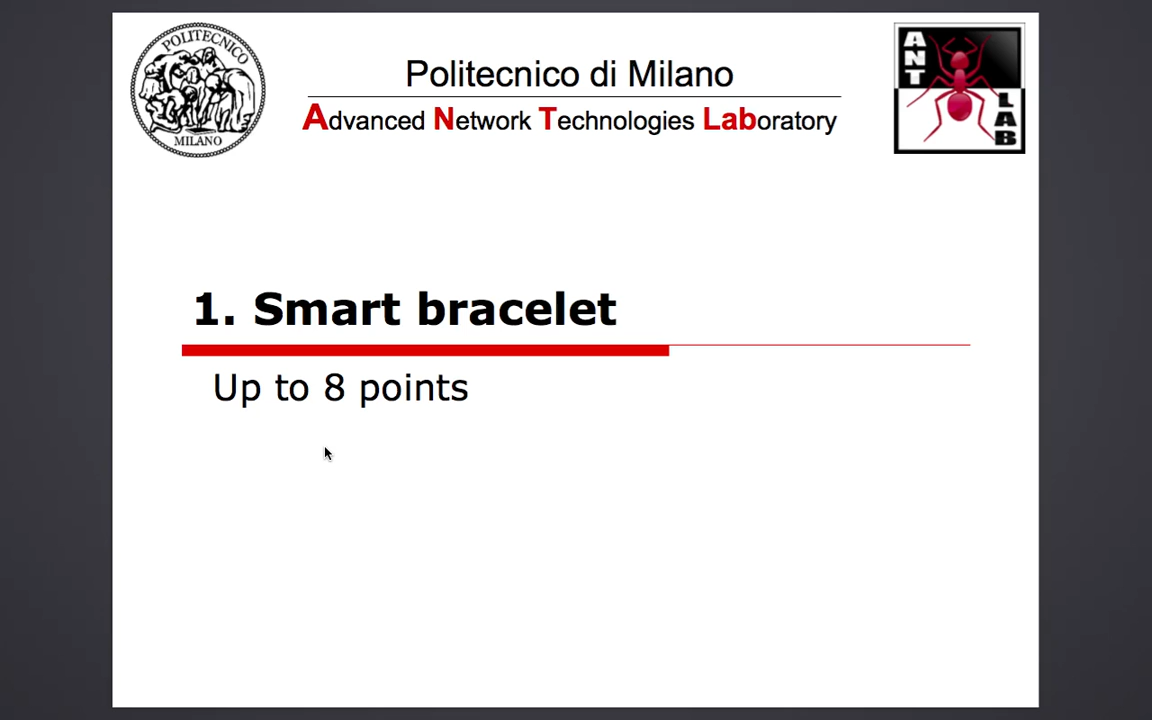 POLITECNICO
MILANO
Politecnico di Milano
Advanced Network Technologies Laboratory
ANT
LAB
1. Smart bracelet
Up to 8 points